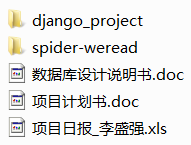 django_project
spider-weread
数据库设计说明书.doc
项目计划书.doc
项目日报_李盛强.xls